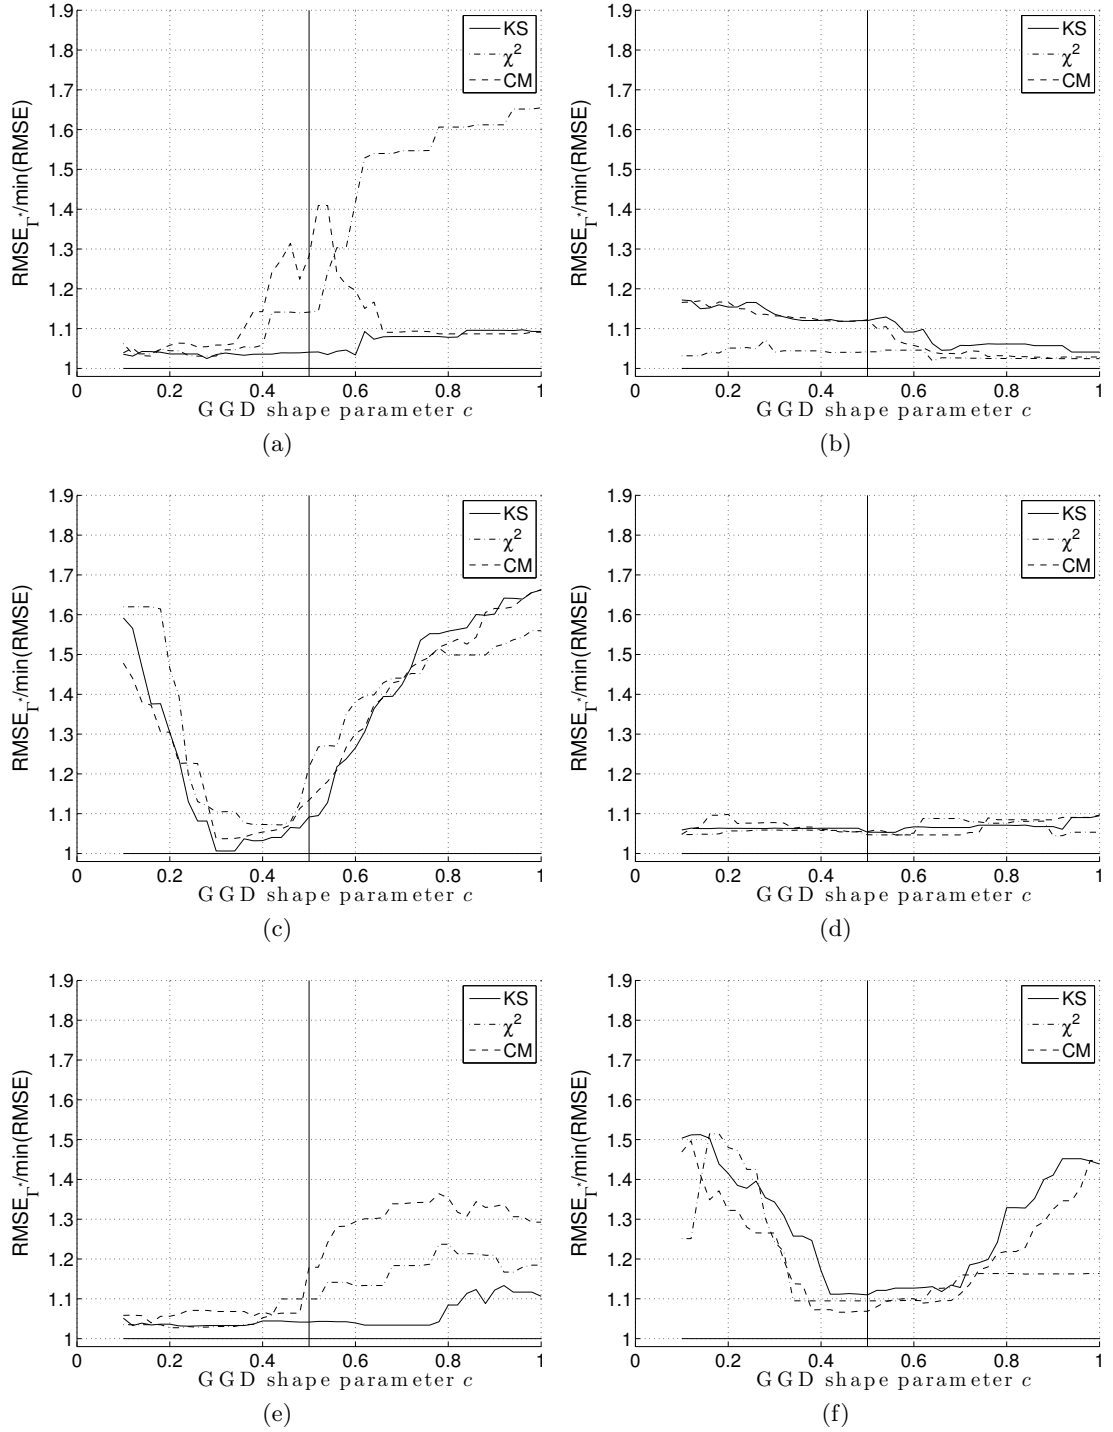 1.9
1.8
1.7
1.6
1.5
1.4
1.3
1.2
1.1
1
0
0.2
0.4
0.6
0.8
1
RMSE_Γ*/min(RMSE)
GGD shape parameter c
KS
χ²
CM
(a)
1.9
1.8
1.7
1.6
1.5
1.4
1.3
1.2
1.1
1
0
0.2
0.4
0.6
0.8
1
RMSE_Γ*/min(RMSE)
GGD shape parameter c
KS
χ²
CM
(b)
1.9
1.8
1.7
1.6
1.5
1.4
1.3
1.2
1.1
1
0
0.2
0.4
0.6
0.8
1
RMSE_Γ*/min(RMSE)
GGD shape parameter c
KS
χ²
CM
(c)
1.9
1.8
1.7
1.6
1.5
1.4
1.3
1.2
1.1
1
0
0.2
0.4
0.6
0.8
1
RMSE_Γ*/min(RMSE)
GGD shape parameter c
KS
χ²
CM
(d)
1.9
1.8
1.7
1.6
1.5
1.4
1.3
1.2
1.1
1
0
0.2
0.4
0.6
0.8
1
RMSE_Γ*/min(RMSE)
GGD shape parameter c
KS
χ²
CM
(e)
1.9
1.8
1.7
1.6
1.5
1.4
1.3
1.2
1.1
1
0
0.2
0.4
0.6
0.8
1
RMSE_Γ*/min(RMSE)
GGD shape parameter c
KS
χ²
CM
(f)